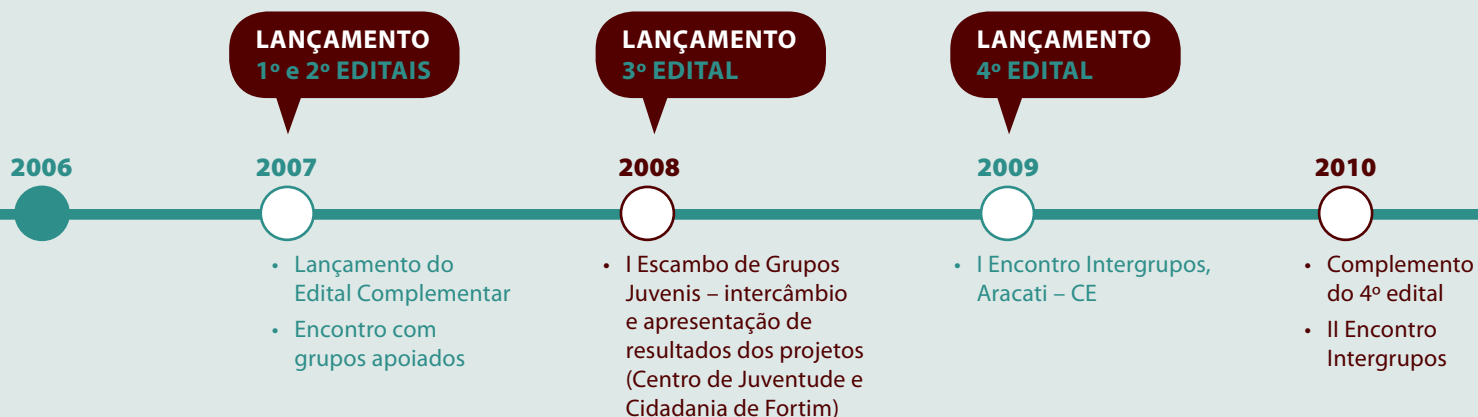 LANÇAMENTO
1º e 2º EDITAIS
LANÇAMENTO
3º EDITAL
LANÇAMENTO
4º EDITAL
2006
2007
• Lançamento do
Edital Complementar
• Encontro com
grupos apoiados
2008
• I Escambo de Grupos
Juvenis – intercâmbio
e apresentação de
resultados dos projetos
(Centro de Juventude e
Cidadania de Fortim)
2009
• I Encontro Intergrupos,
Aracati – CE
2010
• Complemento
do 4º edital
• II Encontro
Intergrupos